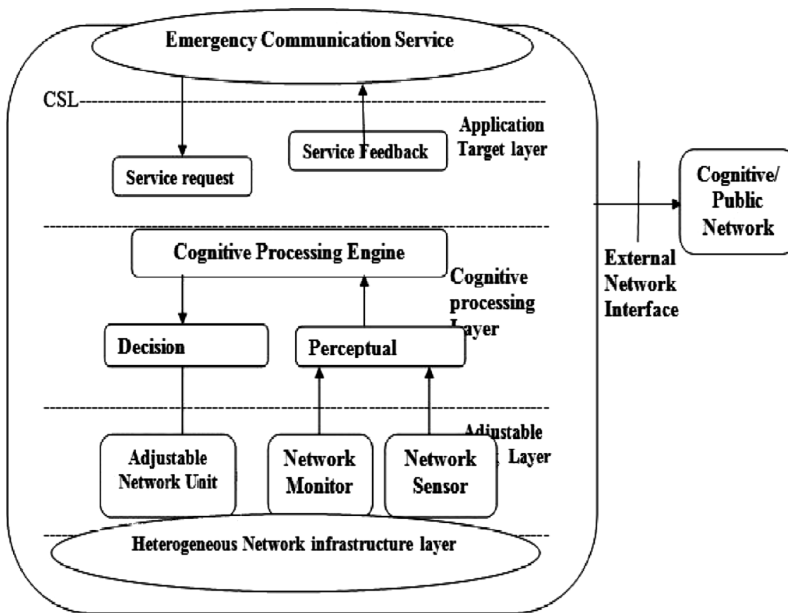 Emergency Communication Service
CSL
Application
Target layer
Service Feedback
Service request
Cognitive/
Public
Network
Cognitive Processing Engine
External
Network
Interface
Cognitive
processing
Layer
Decision
Perceptual
Adjustable
Layer
Adjustable
Network Unit
Network
Monitor
Network
Sensor
Heterogeneous Network infrastructure layer